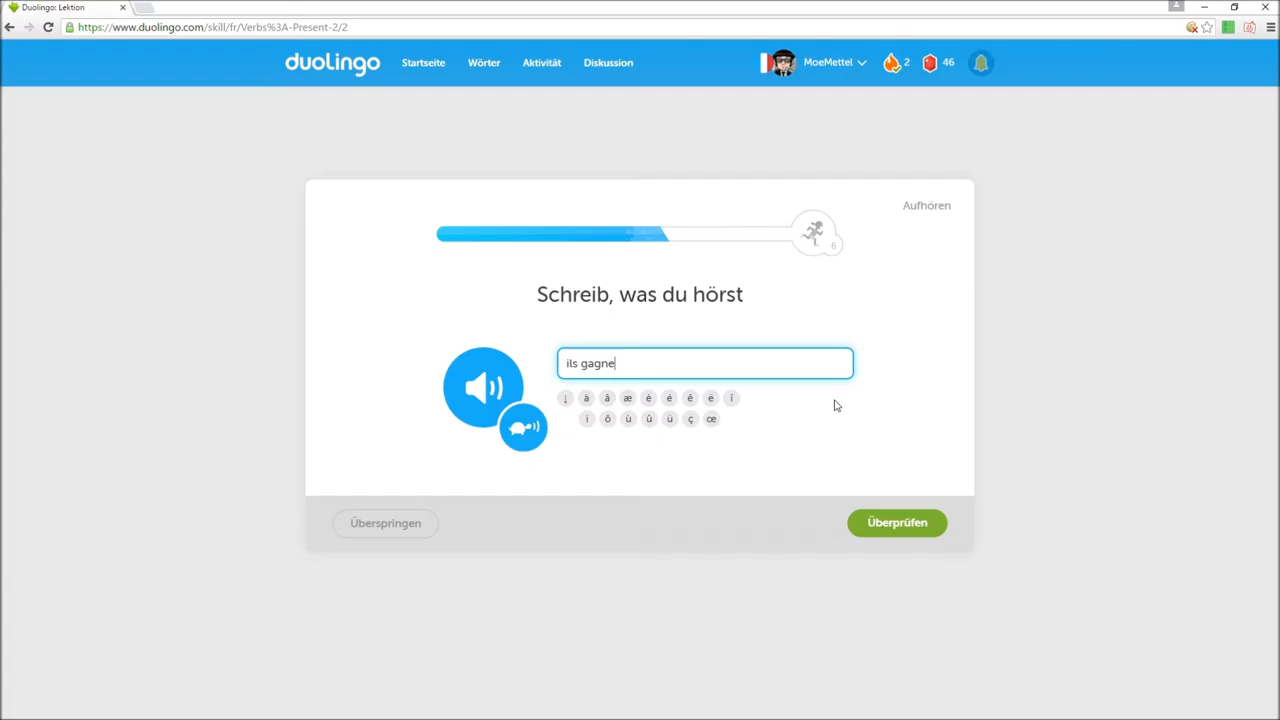 Duolingo: Lektion
https://www.duolingo.com/skill/fr/Verbs%3A-Present-2/2
duolingo Startseite Wörter Aktivität Diskussion MoeMettel 2 46
Aufhören
6
Schreib, was du hörst
ils gagne
↓ à â æ è é ê ë î
ï ô ù û ü ç œ
Überspringen Überprüfen